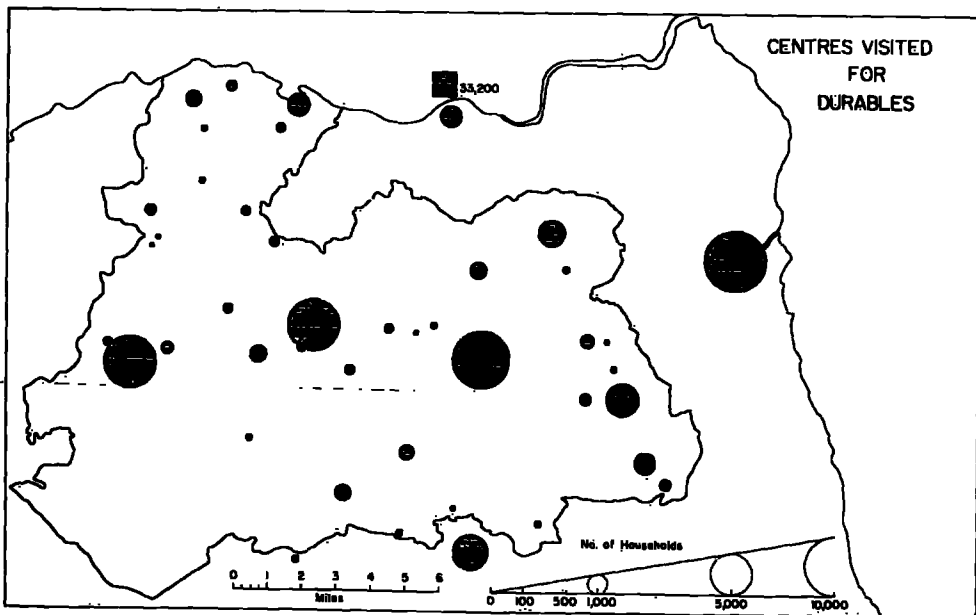 CENTRES VISITED
FOR
DURABLES
33,200
No. of Households
0 1 2 3 4 5 6
Miles
0 100 500 1,000 5,000 10,000